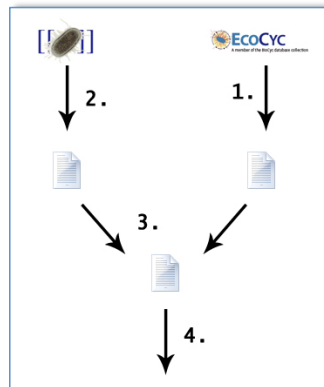 [[ ]]
EcoCyc
A member of the BioCyc database collection
2.
1.
3.
4.